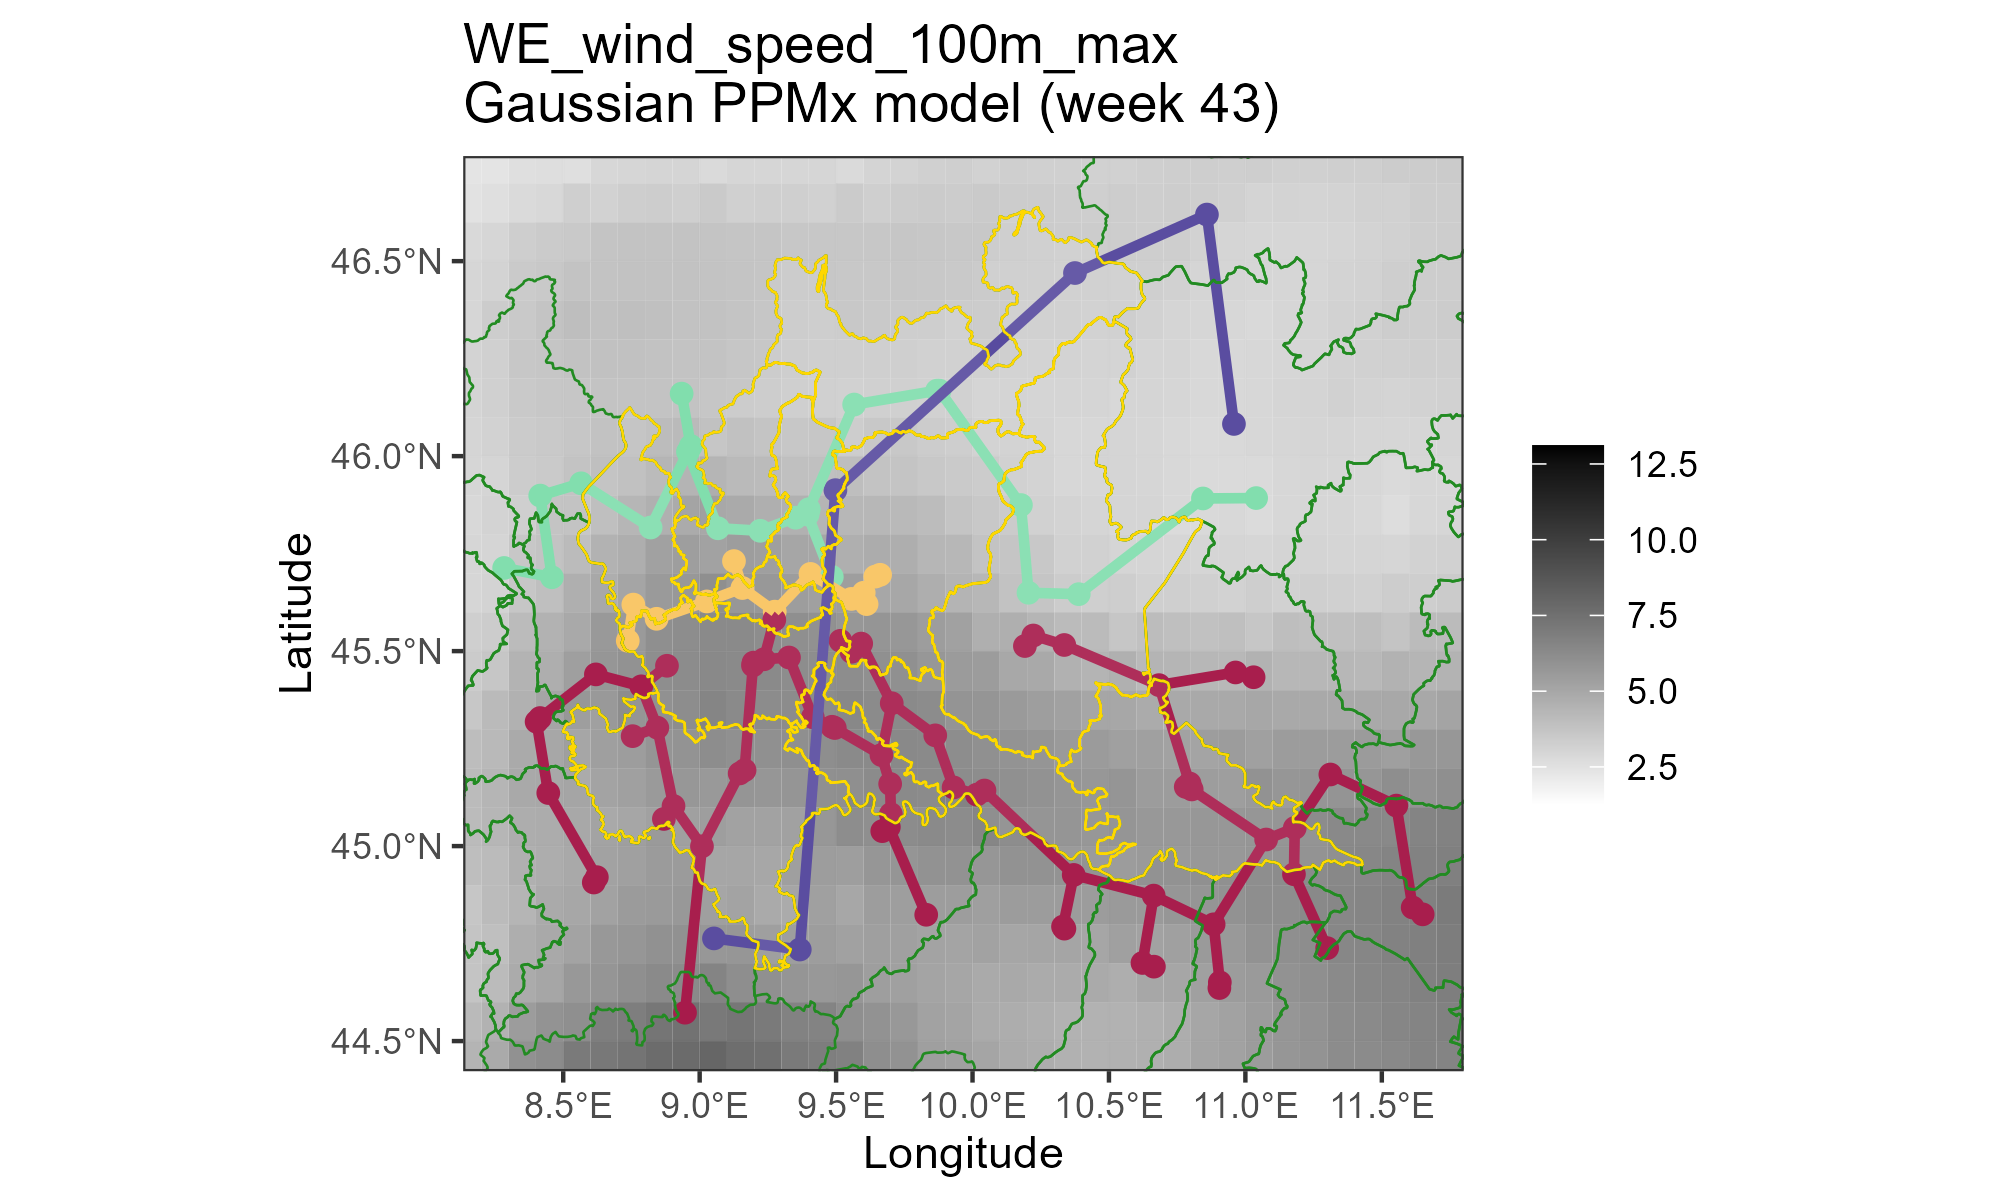 WE_wind_speed_100m_max
Gaussian PPMx model (week 43)
Latitude
46.5°N
46.0°N
45.5°N
45.0°N
44.5°N
8.5°E
9.0°E
9.5°E
10.0°E
10.5°E
11.0°E
11.5°E
Longitude
12.5
10.0
7.5
5.0
2.5